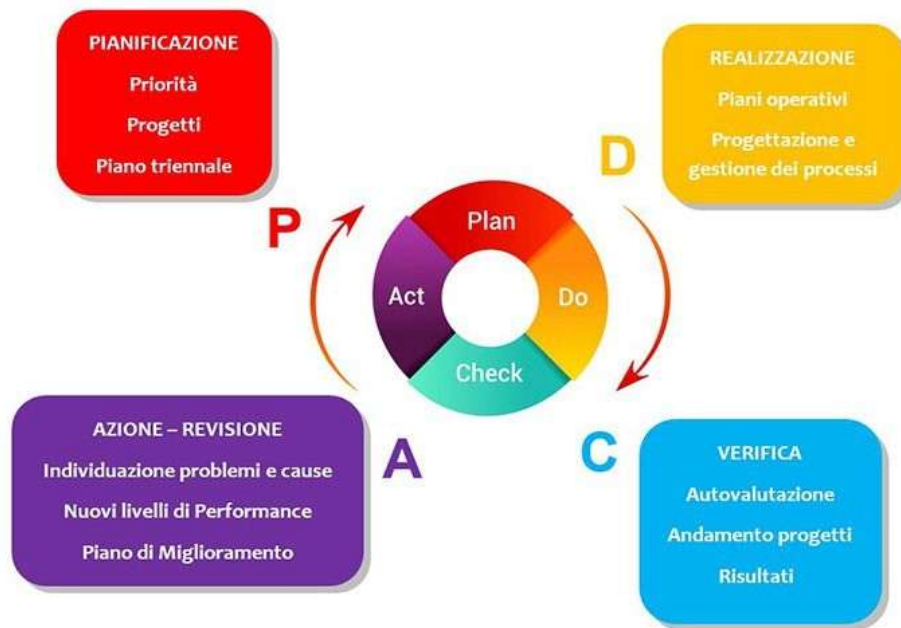 PIANIFICAZIONE
Priorità
Progetti
Piano triennale
REALIZZAZIONE
Piani operativi
Progettazione e
gestione dei processi
P
D
Plan
Act
Do
Check
A
C
AZIONE – REVISIONE
Individuazione problemi e cause
Nuovi livelli di Performance
Piano di Miglioramento
VERIFICA
Autovalutazione
Andamento progetti
Risultati